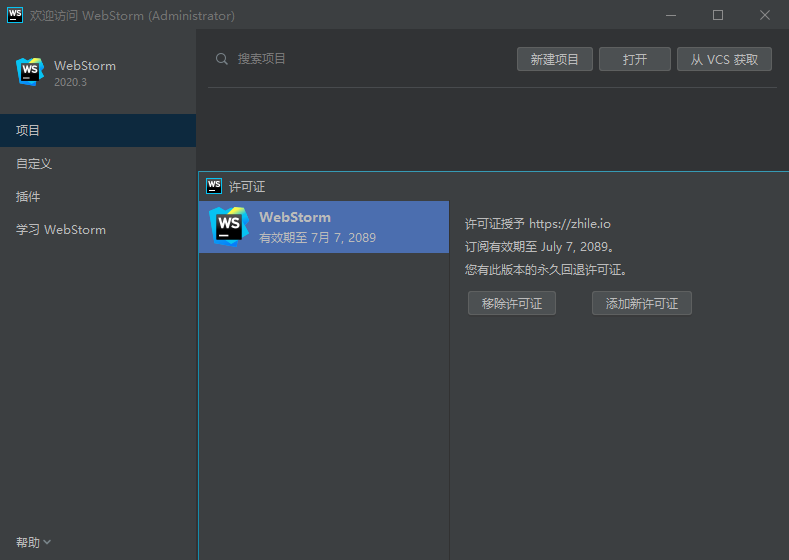 WS 欢迎访问 WebStorm (Administrator)
WS WebStorm
2020.3
搜索项目
新建项目 打开 从 VCS 获取
项目
自定义
插件
学习 WebStorm
帮助
WS 许可证
WS WebStorm
有效期至 7月 7, 2089
许可证授予 https://zhile.io
订阅有效期至 July 7, 2089。
您有此版本的永久回退许可证。
移除许可证 添加新许可证